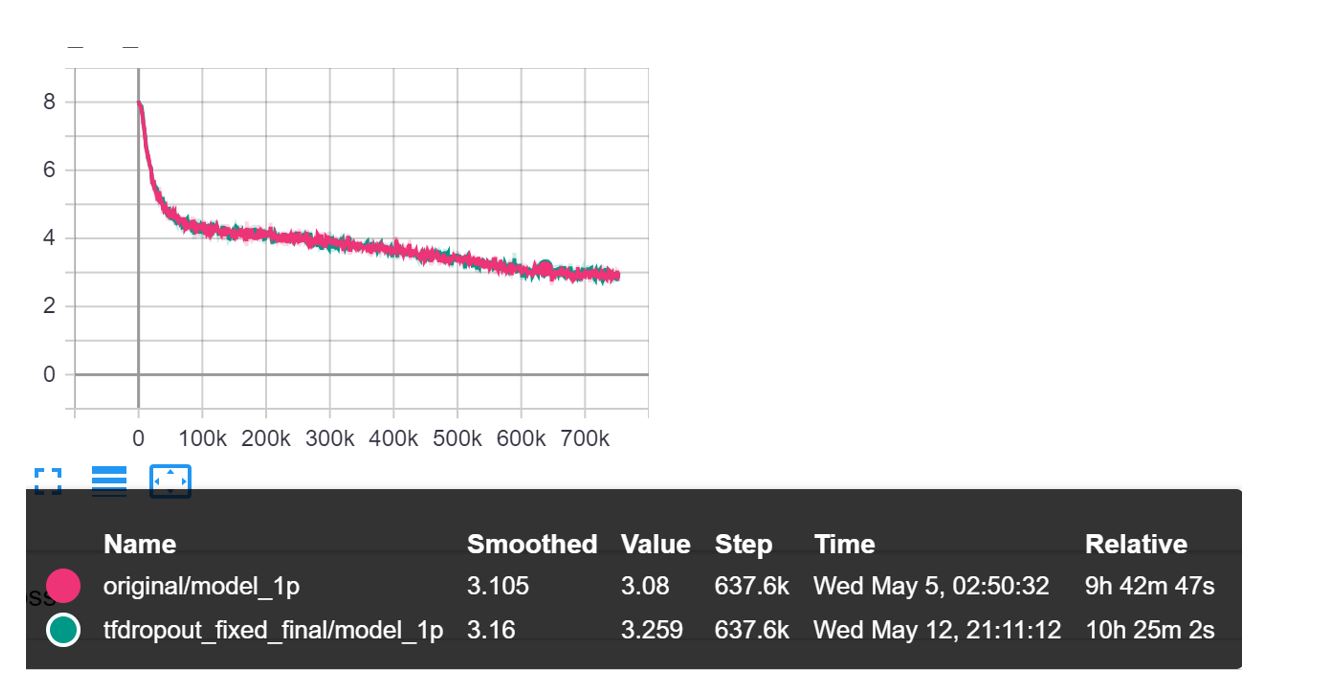 8
6
4
2
0
0 100k 200k 300k 400k 500k 600k 700k
Name Smoothed Value Step Time Relative
original/model_1p 3.105 3.08 637.6k Wed May 5, 02:50:32 9h 42m 47s
tfdropout_fixed_final/model_1p 3.16 3.259 637.6k Wed May 12, 21:11:12 10h 25m 2s